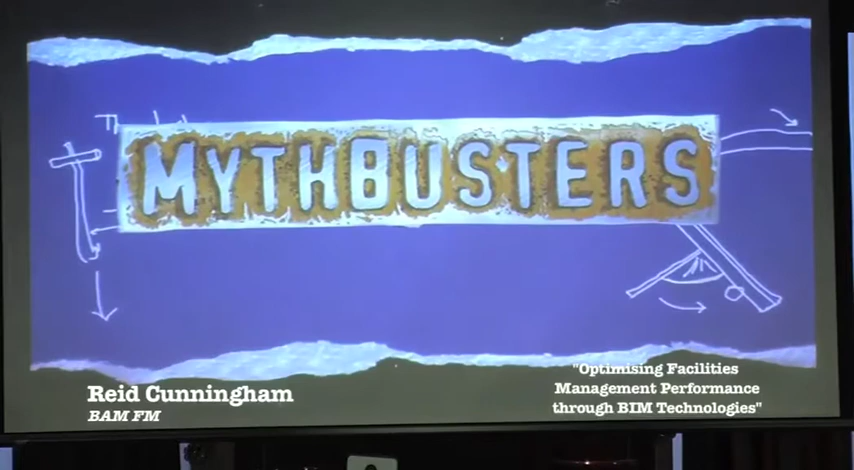 MYTHBUSTERS
Reid Cunningham
BAM FM
"Optimising Facilities
Management Performance
through BIM Technologies"